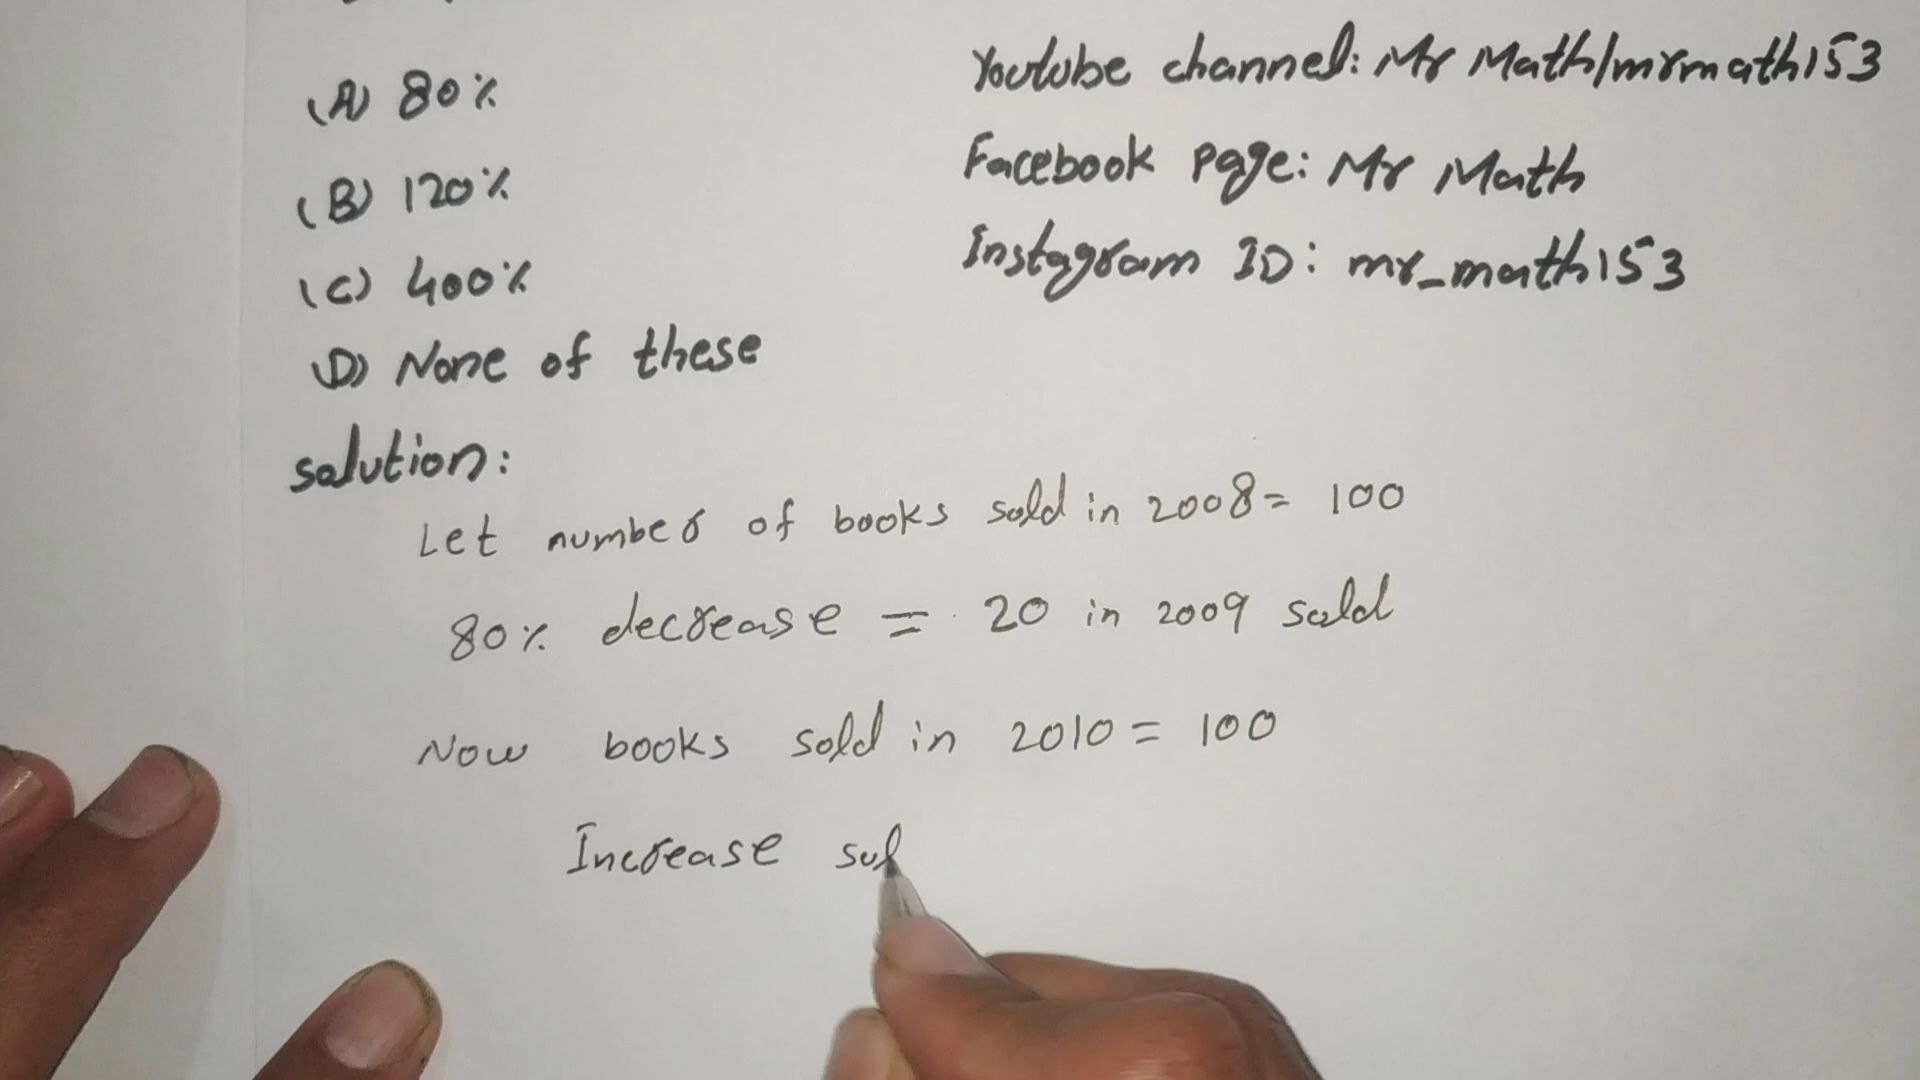 (A) 80%
(B) 120%
(C) 400%
(D) None of these
Youtube channel: Mr Math/mrmath153
Facebook page: Mr Math
Instagram ID: mr_math153
solution:
Let number of books sold in 2008 = 100
80% decrease = 20 in 2009 sold
Now books sold in 2010 = 100
Increase